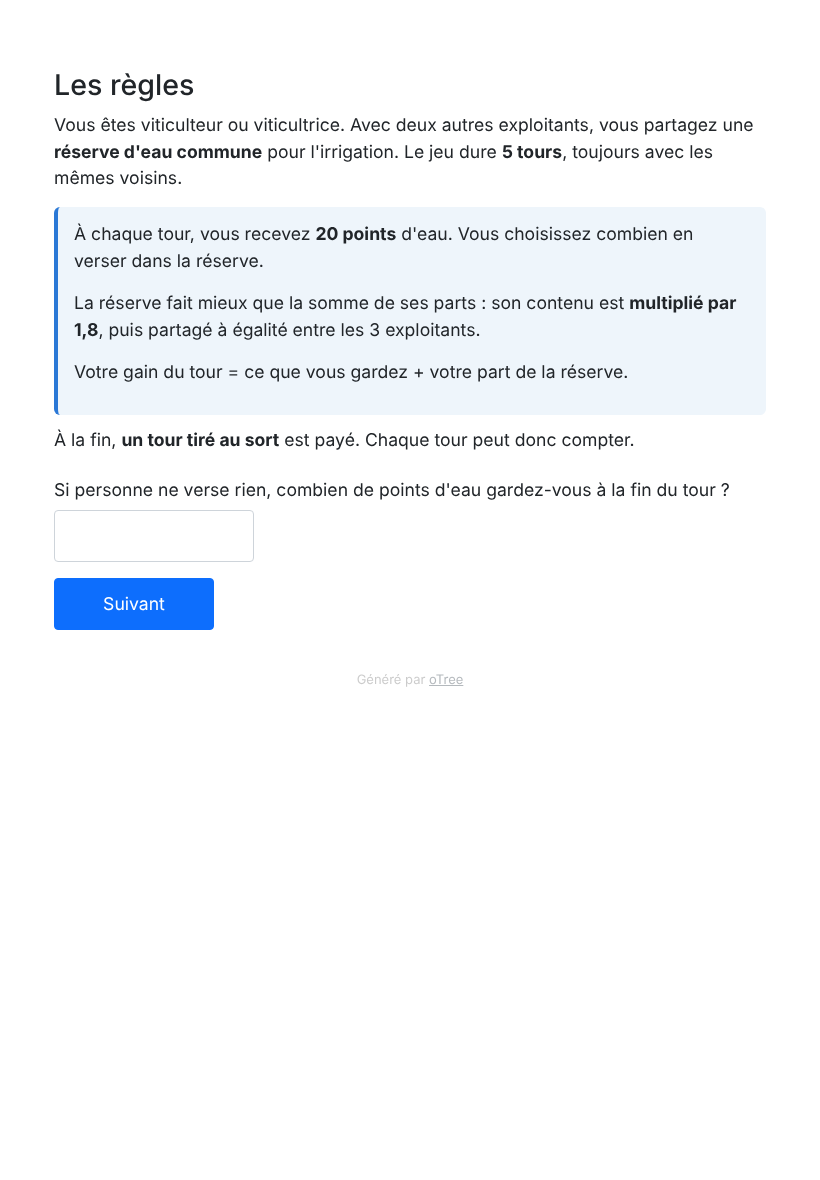 Les règles
Vous êtes viticulteur ou viticultrice. Avec deux autres exploitants, vous partagez une
réserve d'eau commune pour l'irrigation. Le jeu dure 5 tours, toujours avec les
mêmes voisins.
À chaque tour, vous recevez 20 points d'eau. Vous choisissez combien en
verser dans la réserve.
La réserve fait mieux que la somme de ses parts : son contenu est multiplié par
1,8, puis partagé à égalité entre les 3 exploitants.
Votre gain du tour = ce que vous gardez + votre part de la réserve.
À la fin, un tour tiré au sort est payé. Chaque tour peut donc compter.
Si personne ne verse rien, combien de points d'eau gardez-vous à la fin du tour ?
Suivant
Généré par oTree